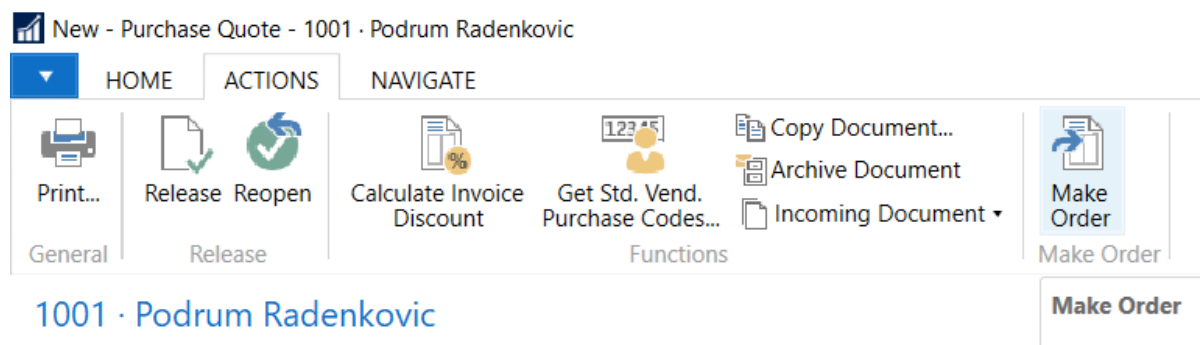 New - Purchase Quote - 1001 · Podrum Radenkovic
HOME ACTIONS NAVIGATE
Print...
Release Reopen
Calculate Invoice
Discount
12345
Get Std. Vend.
Purchase Codes...
Copy Document...
Archive Document
Incoming Document
Make
Order
General Release Functions Make Order
1001 · Podrum Radenkovic
Make Order